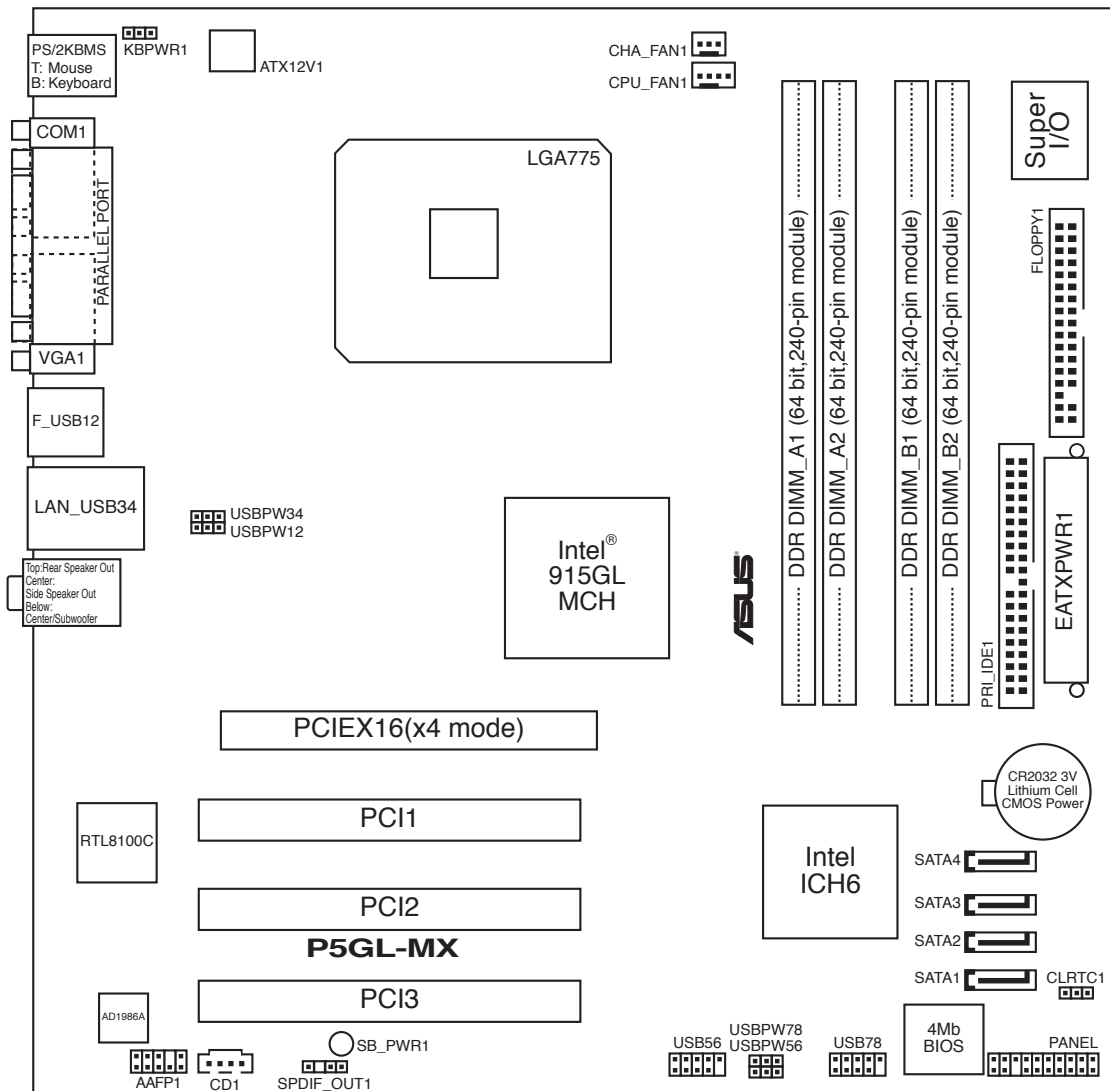 PS/2KBMS
T: Mouse
B: Keyboard
KBPWR1
ATX12V1
CHA_FAN1
CPU_FAN1
Super
I/O
COM1
PARALLEL PORT
VGA1
LGA775
DDR DIMM_A1 (64 bit,240-pin module)
DDR DIMM_A2 (64 bit,240-pin module)
DDR DIMM_B1 (64 bit,240-pin module)
DDR DIMM_B2 (64 bit,240-pin module)
FLOPPY1
F_USB12
LAN_USB34
USBPW34
USBPW12
Top:Rear Speaker Out
Center:
Side Speaker Out
Below:
Center/Subwoofer
Intel®
915GL
MCH
ASUS®
PRI_IDE1
EATXPWR1
PCIEX16(x4 mode)
CR2032 3V
Lithium Cell
CMOS Power
RTL8100C
PCI1
Intel
ICH6
SATA4
SATA3
SATA2
SATA1
CLRTC1
PCI2
P5GL-MX
PCI3
AD1986A
SB_PWR1
AAFP1
CD1
SPDIF_OUT1
USB56
USBPW78
USBPW56
USB78
4Mb
BIOS
PANEL